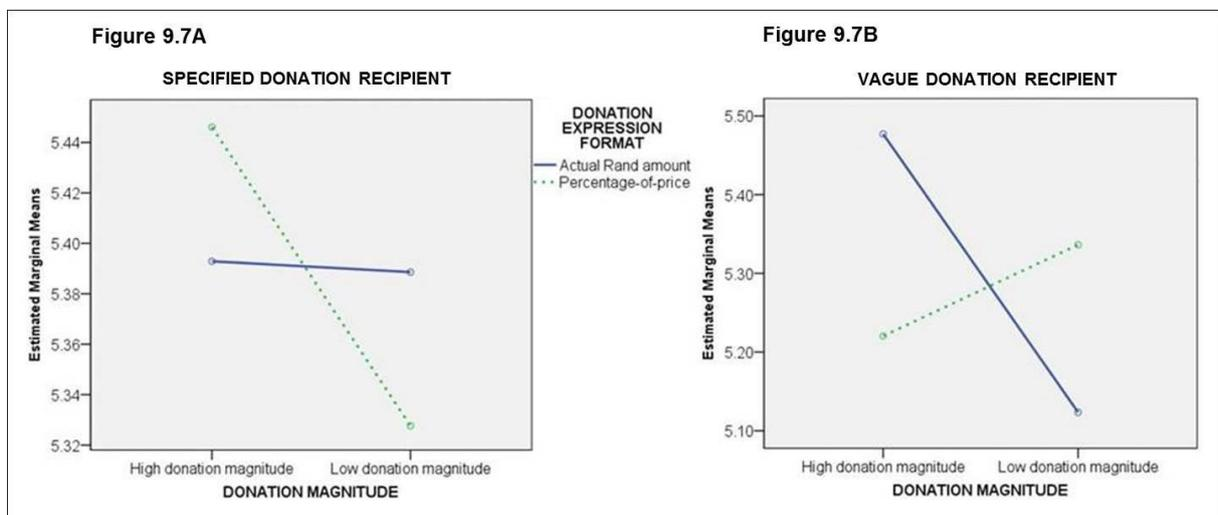 Figure 9.7A
SPECIFIED DONATION RECIPIENT
Estimated Marginal Means
5.44
5.42
5.40
5.38
5.36
5.34
5.32
High donation magnitude
Low donation magnitude
DONATION MAGNITUDE
DONATION
EXPRESSION
FORMAT
Actual Rand amount
Percentage-of-price
Figure 9.7B
VAGUE DONATION RECIPIENT
Estimated Marginal Means
5.50
5.40
5.30
5.20
5.10
High donation magnitude
Low donation magnitude
DONATION MAGNITUDE